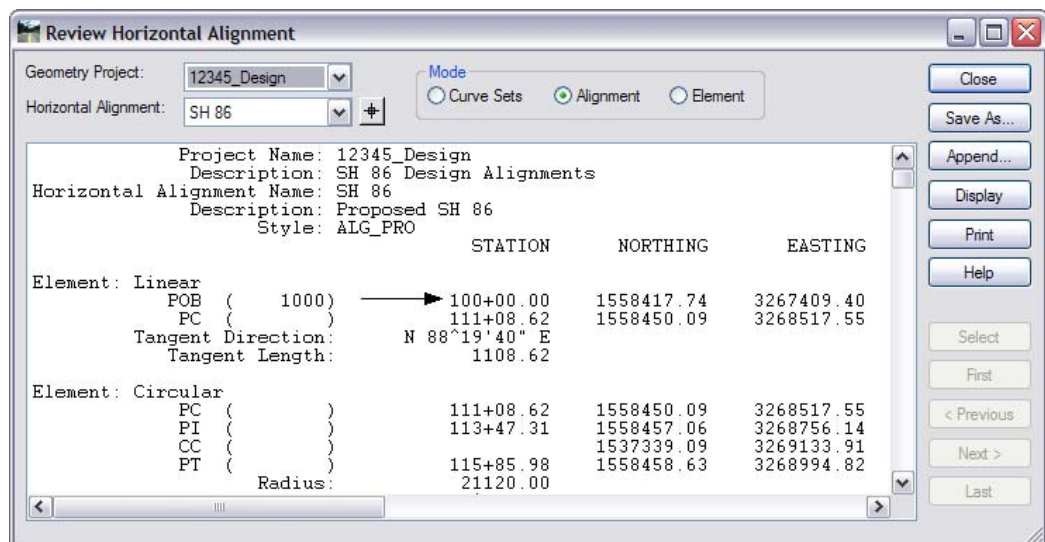 Review Horizontal Alignment
Geometry Project: 12345_Design
Horizontal Alignment: SH 86
Mode
Curve Sets Alignment Element
Close
Save As...
Append...
Display
Print
Help
Select
First
< Previous
Next >
Last
Project Name: 12345_Design
Description: SH 86 Design Alignments
Horizontal Alignment Name: SH 86
Description: Proposed SH 86
Style: ALG_PRO
STATION NORTHING EASTING
Element: Linear
POB ( 1000) 100+00.00 1558417.74 3267409.40
PC ( ) 111+08.62 1558450.09 3268517.55
Tangent Direction: N 88^19'40" E
Tangent Length: 1108.62
Element: Circular
PC ( ) 111+08.62 1558450.09 3268517.55
PI ( ) 113+47.31 1558457.06 3268756.14
CC ( ) 1537339.09 3269133.91
PT ( ) 115+85.98 1558458.63 3268994.82
Radius: 21120.00